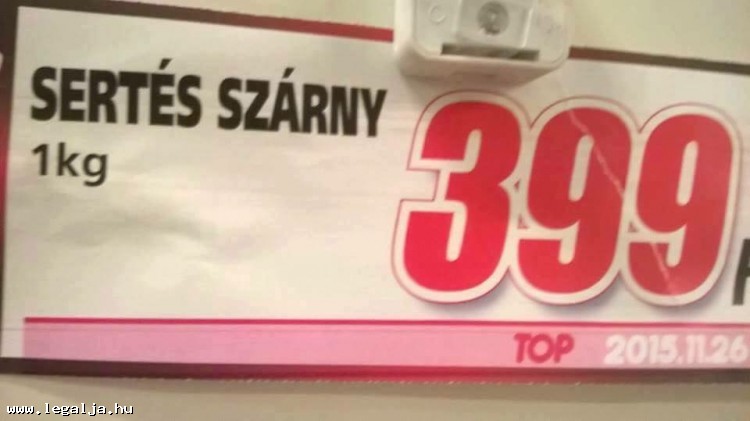 SERTÉS SZÁRNY
1kg
399
TOP 2015.11.26
www.legalja.hu